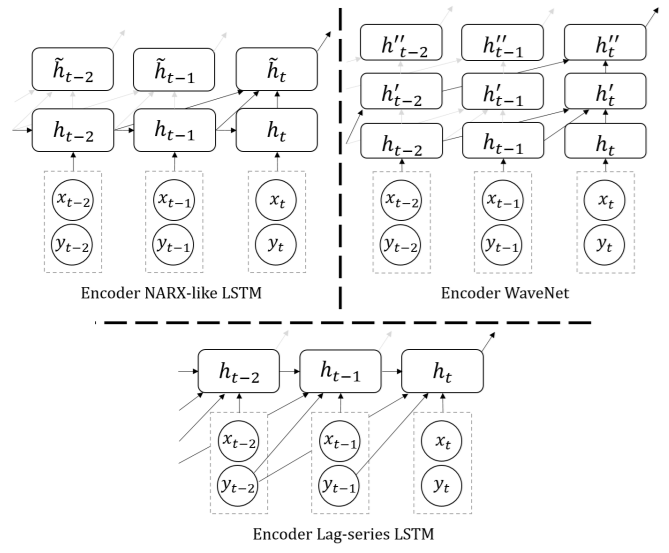 h̃_{t−2} h̃_{t−1} h̃_t
h_{t−2} h_{t−1} h_t
x_{t−2} x_{t−1} x_t
y_{t−2} y_{t−1} y_t
Encoder NARX-like LSTM
h''_{t−2} h''_{t−1} h''_t
h'_{t−2} h'_{t−1} h'_t
h_{t−2} h_{t−1} h_t
x_{t−2} x_{t−1} x_t
y_{t−2} y_{t−1} y_t
Encoder WaveNet
h_{t−2} h_{t−1} h_t
x_{t−2} x_{t−1} x_t
y_{t−2} y_{t−1} y_t
Encoder Lag-series LSTM